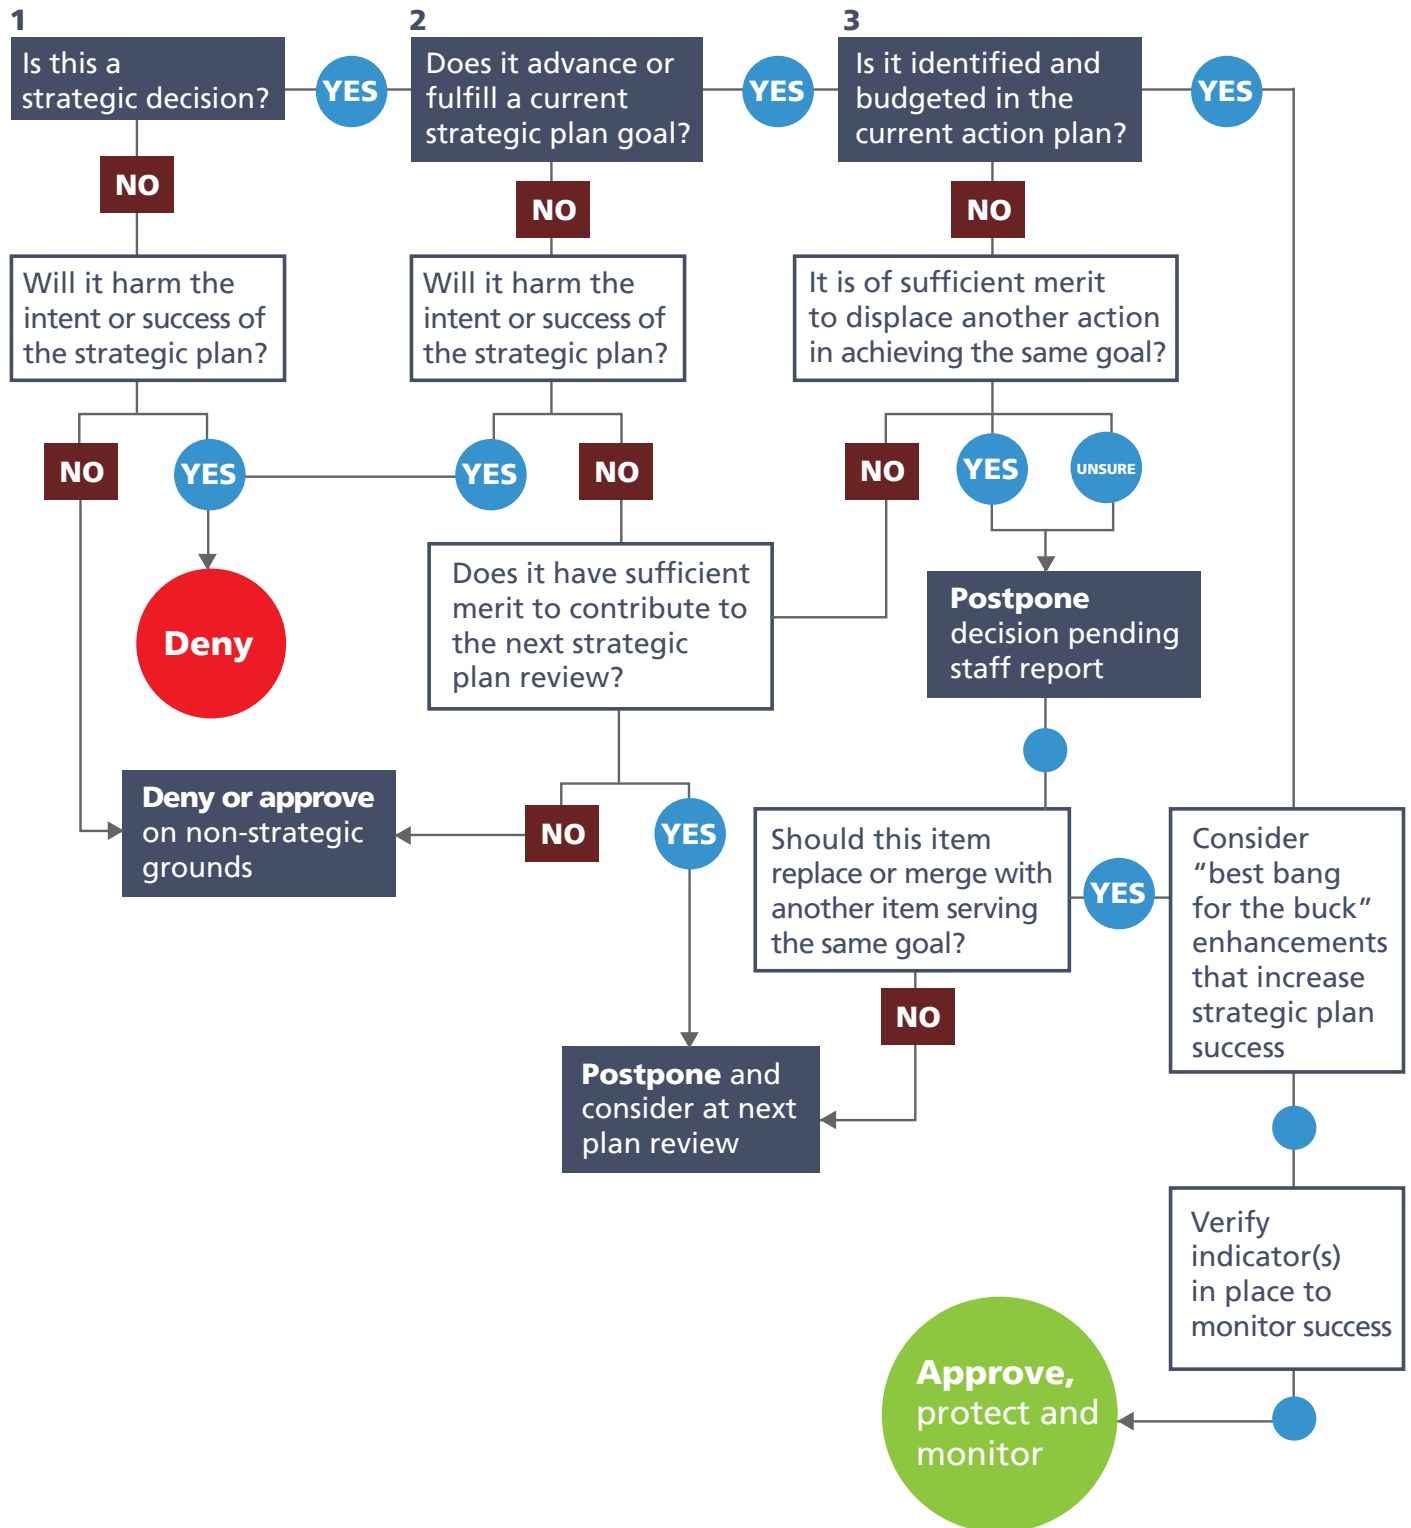 1
Is this a
strategic decision?
YES
2
Does it advance or
fulfill a current
strategic plan goal?
YES
3
Is it identified and
budgeted in the
current action plan?
YES
NO
NO
NO
Will it harm the
intent or success of
the strategic plan?
Will it harm the
intent or success of
the strategic plan?
It is of sufficient merit
to displace another action
in achieving the same goal?
NO
YES
YES
NO
NO
YES
UNSURE
Deny
Does it have sufficient
merit to contribute to
the next strategic
plan review?
Postpone
decision pending
staff report
Deny or approve
on non-strategic
grounds
NO
YES
Should this item
replace or merge with
another item serving
the same goal?
YES
Consider
“best bang
for the buck”
enhancements
that increase
strategic plan
success
NO
Postpone and
consider at next
plan review
Verify
indicator(s)
in place to
monitor success
Approve,
protect and
monitor